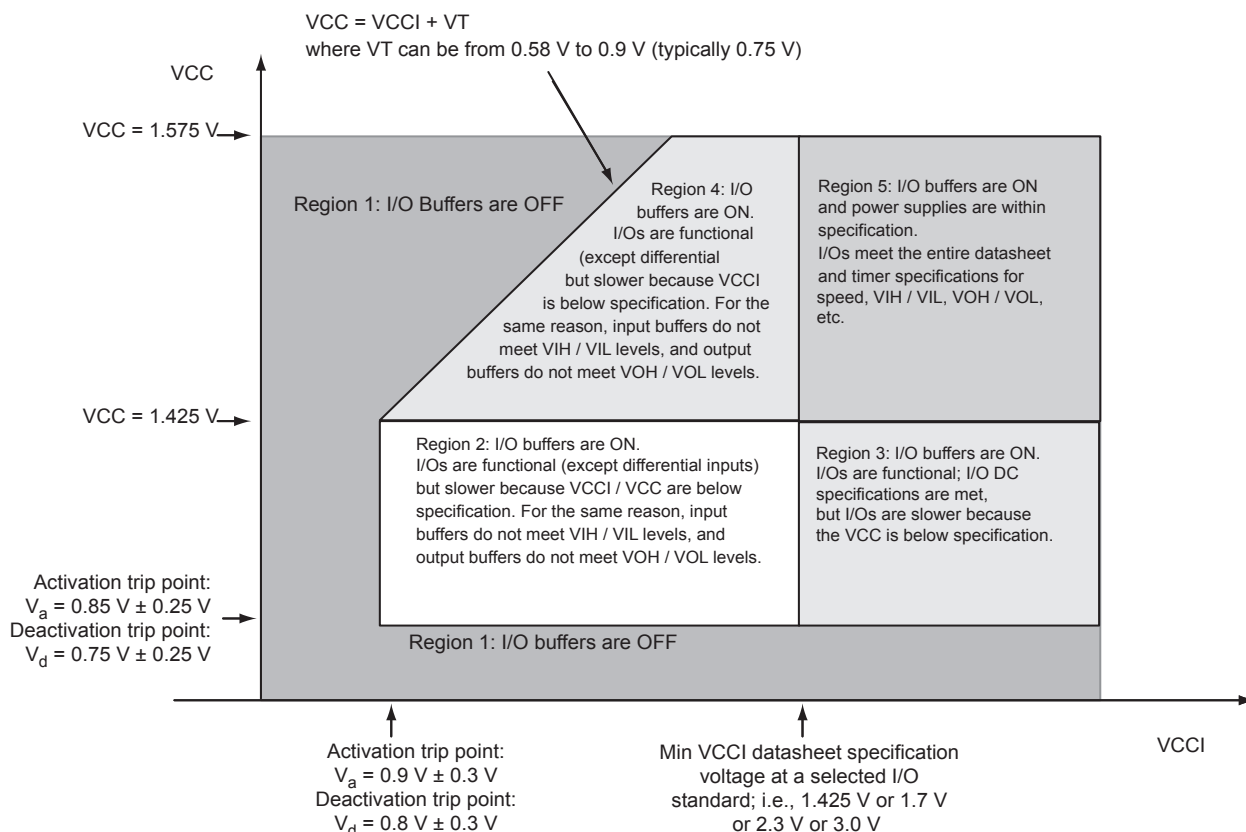 VCC = VCCI + VT
where VT can be from 0.58 V to 0.9 V (typically 0.75 V)
VCC
VCC = 1.575 V
Region 1: I/O Buffers are OFF
Region 4: I/O
buffers are ON.
I/Os are functional
(except differential
but slower because VCCI
is below specification. For the
same reason, input buffers do not
meet VIH / VIL levels, and output
buffers do not meet VOH / VOL levels.
Region 5: I/O buffers are ON
and power supplies are within
specification.
I/Os meet the entire datasheet
and timer specifications for
speed, VIH / VIL, VOH / VOL,
etc.
VCC = 1.425 V
Region 2: I/O buffers are ON.
I/Os are functional (except differential inputs)
but slower because VCCI / VCC are below
specification. For the same reason, input
buffers do not meet VIH / VIL levels, and
output buffers do not meet VOH / VOL levels.
Region 3: I/O buffers are ON.
I/Os are functional; I/O DC
specifications are met,
but I/Os are slower because
the VCC is below specification.
Activation trip point:
Va = 0.85 V ± 0.25 V
Deactivation trip point:
Vd = 0.75 V ± 0.25 V
Region 1: I/O buffers are OFF
VCCI
Activation trip point:
Va = 0.9 V ± 0.3 V
Deactivation trip point:
Vd = 0.8 V ± 0.3 V
Min VCCI datasheet specification
voltage at a selected I/O
standard; i.e., 1.425 V or 1.7 V
or 2.3 V or 3.0 V